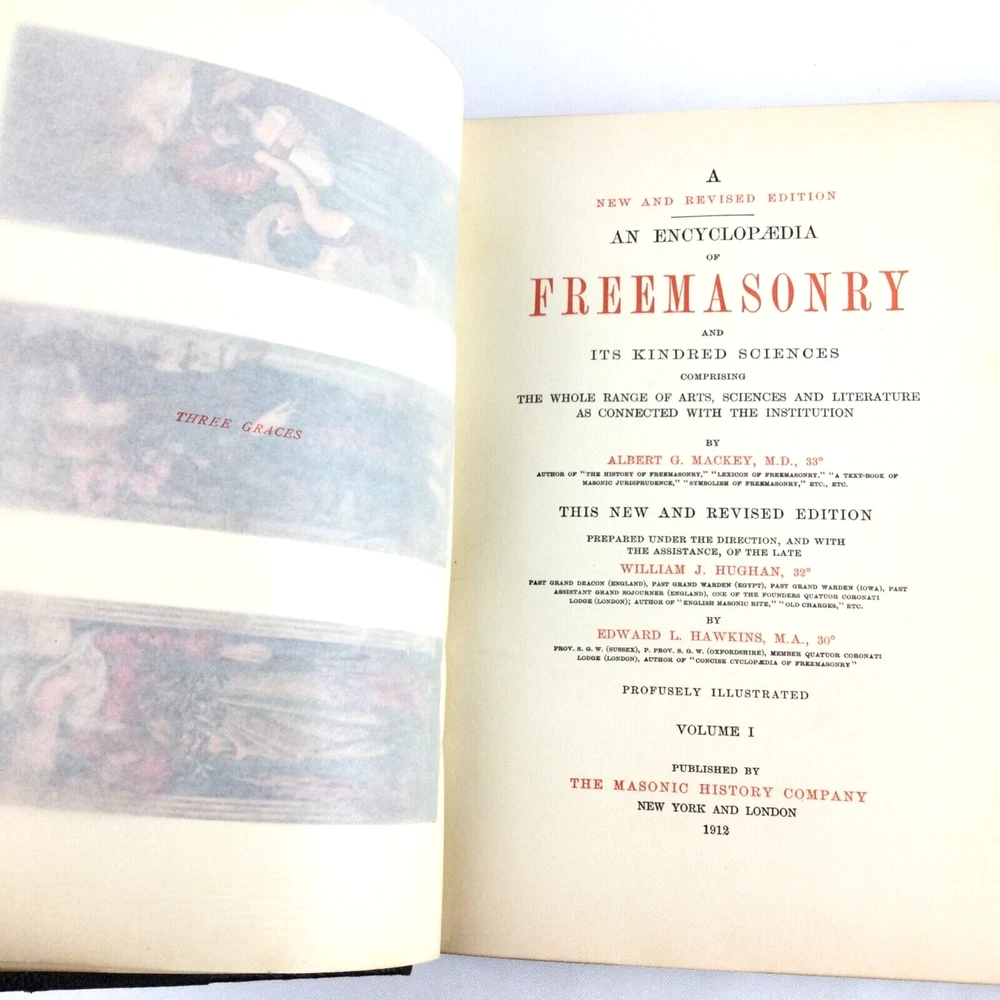 THREE GRACES
A
NEW AND REVISED EDITION
AN ENCYCLOPÆDIA
OF
FREEMASONRY
AND
ITS KINDRED SCIENCES
COMPRISING
THE WHOLE RANGE OF ARTS, SCIENCES AND LITERATURE
AS CONNECTED WITH THE INSTITUTION
BY
ALBERT G. MACKEY, M.D., 33°
AUTHOR OF "THE HISTORY OF FREEMASONRY," "LEXICON OF FREEMASONRY," "A TEXT-BOOK OF
MASONIC JURISPRUDENCE," "SYMBOLISM OF FREEMASONRY," ETC., ETC.
THIS NEW AND REVISED EDITION
PREPARED UNDER THE DIRECTION, AND WITH
THE ASSISTANCE, OF THE LATE
WILLIAM J. HUGHAN, 32°
PAST GRAND DEACON (ENGLAND), PAST GRAND WARDEN (EGYPT), PAST GRAND WARDEN (IOWA), PAST
ASSISTANT GRAND SOJOURNER (ENGLAND), ONE OF THE FOUNDERS QUATUOR CORONATI
LODGE (LONDON); AUTHOR OF "ENGLISH MASONIC RITE," "OLD CHARGES," ETC.
BY
EDWARD L. HAWKINS, M.A., 30°
PROV. S. G. W. (SUSSEX), P. PROV. S. G. W. (OXFORDSHIRE), MEMBER QUATUOR CORONATI
LODGE (LONDON), AUTHOR OF "CONCISE CYCLOPÆDIA OF FREEMASONRY"
PROFUSELY ILLUSTRATED
VOLUME I
PUBLISHED BY
THE MASONIC HISTORY COMPANY
NEW YORK AND LONDON
1912